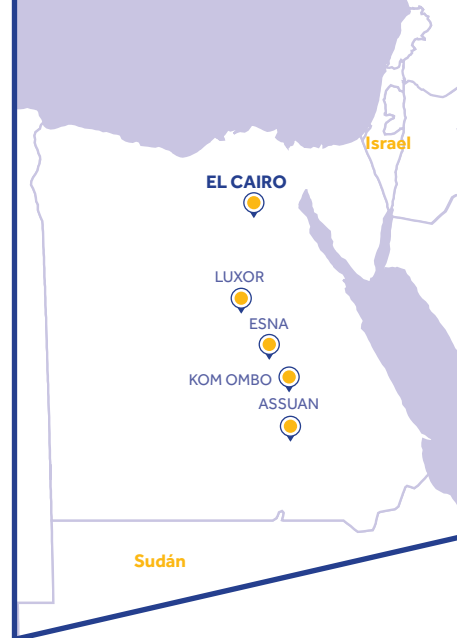 Israel
EL CAIRO
LUXOR
ESNA
KOM OMBO
ASSUAN
Sudán